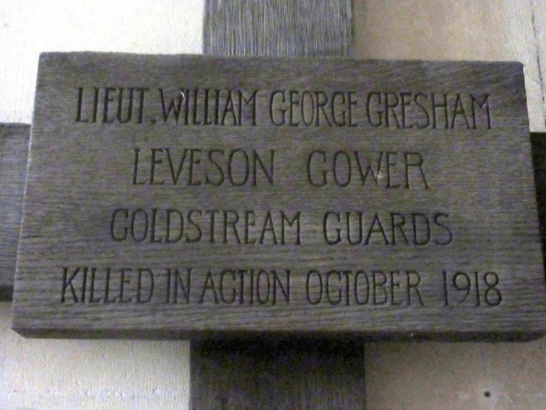 LIEUT. WILLIAM GEORGE GRESHAM
LEVESON GOWER
COLDSTREAM GUARDS
KILLED IN ACTION OCTOBER 1918